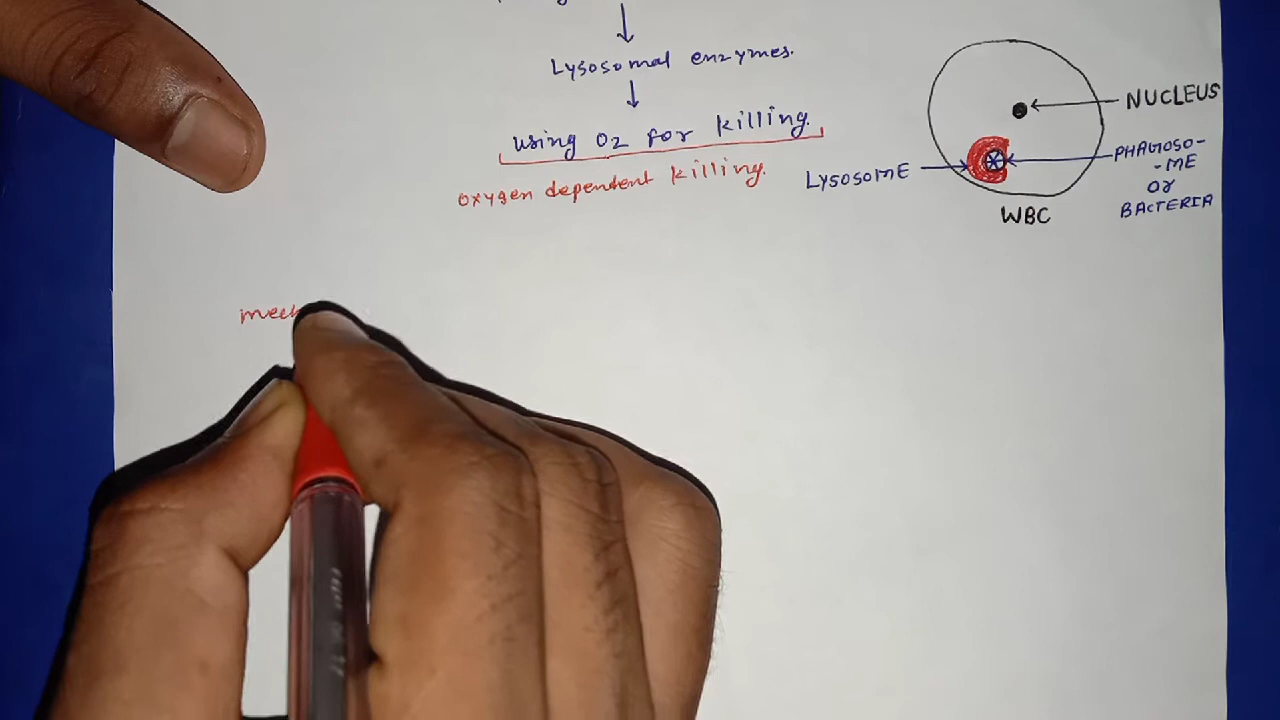 Lysosomal enzymes.
using O2 for killing.
oxygen dependent killing.
NUCLEUS
LYSOSOME
PHAGOSO-
-ME
or
BACTERIA
WBC